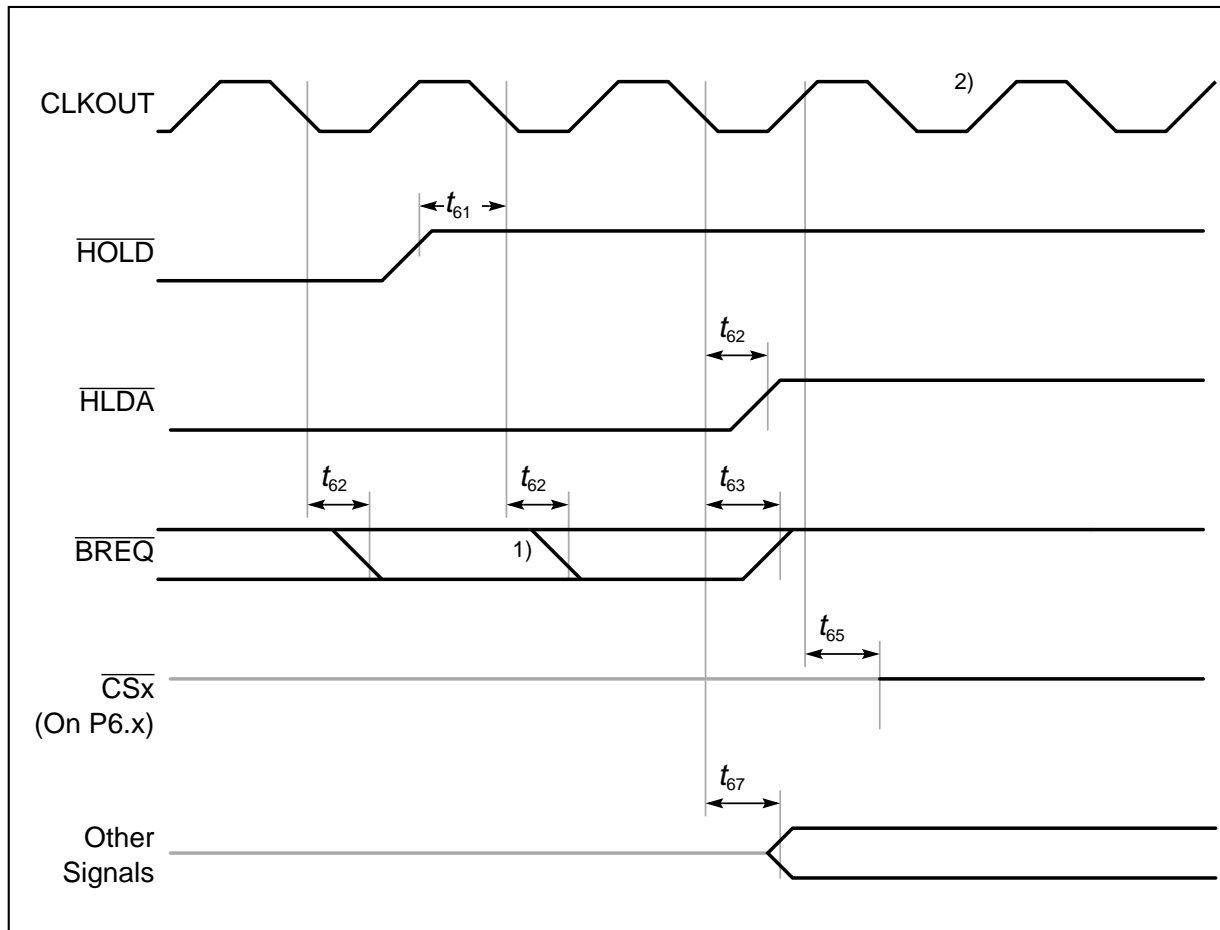 CLKOUT
2)
t61
HOLD
t62
HLDA
t62
t62
t63
BREQ
1)
t65
CSx
(On P6.x)
t67
Other
Signals